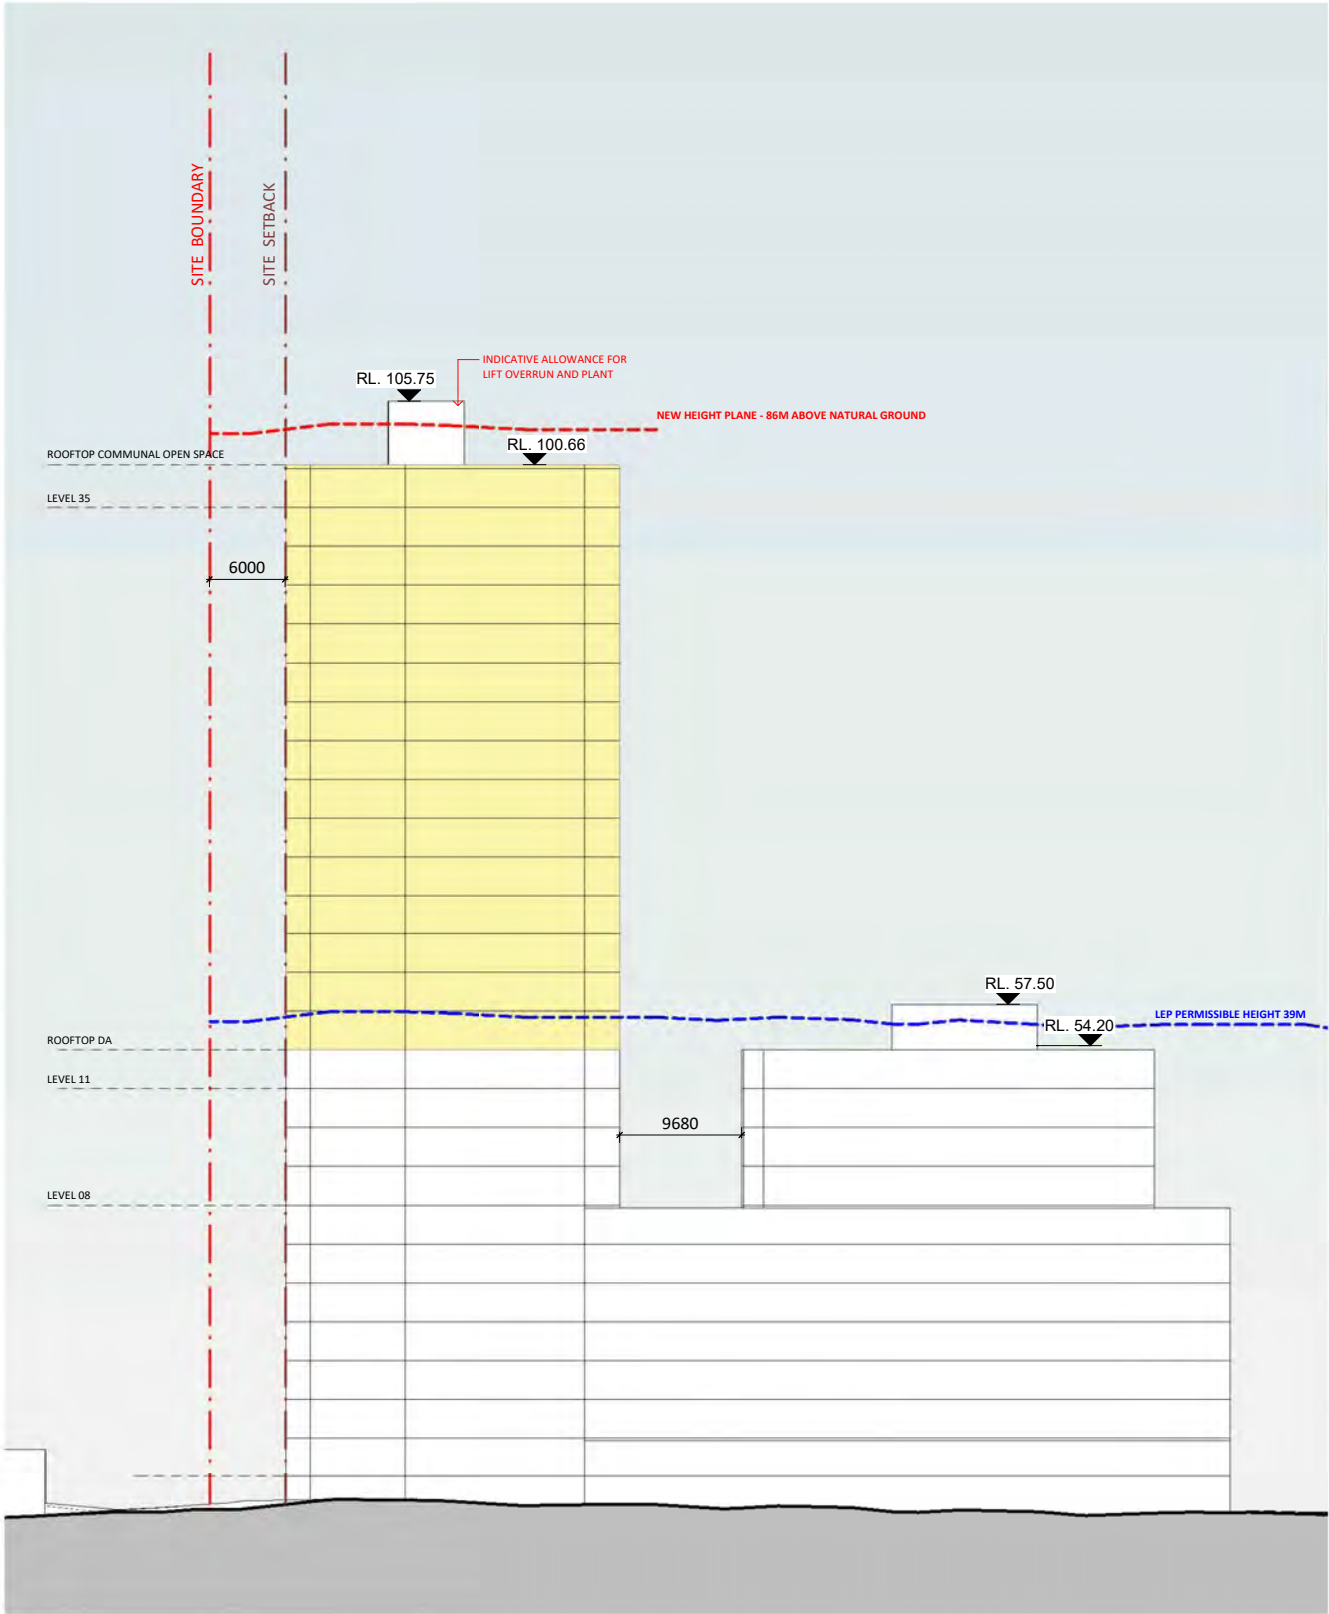 SITE BOUNDARY
SITE SETBACK
INDICATIVE ALLOWANCE FOR
LIFT OVERRUN AND PLANT
RL. 105.75
NEW HEIGHT PLANE - 86M ABOVE NATURAL GROUND
RL. 100.66
ROOFTOP COMMUNAL OPEN SPACE
LEVEL 35
6000
RL. 57.50
LEP PERMISSIBLE HEIGHT 39M
RL. 54.20
ROOFTOP DA
LEVEL 11
9680
LEVEL 08